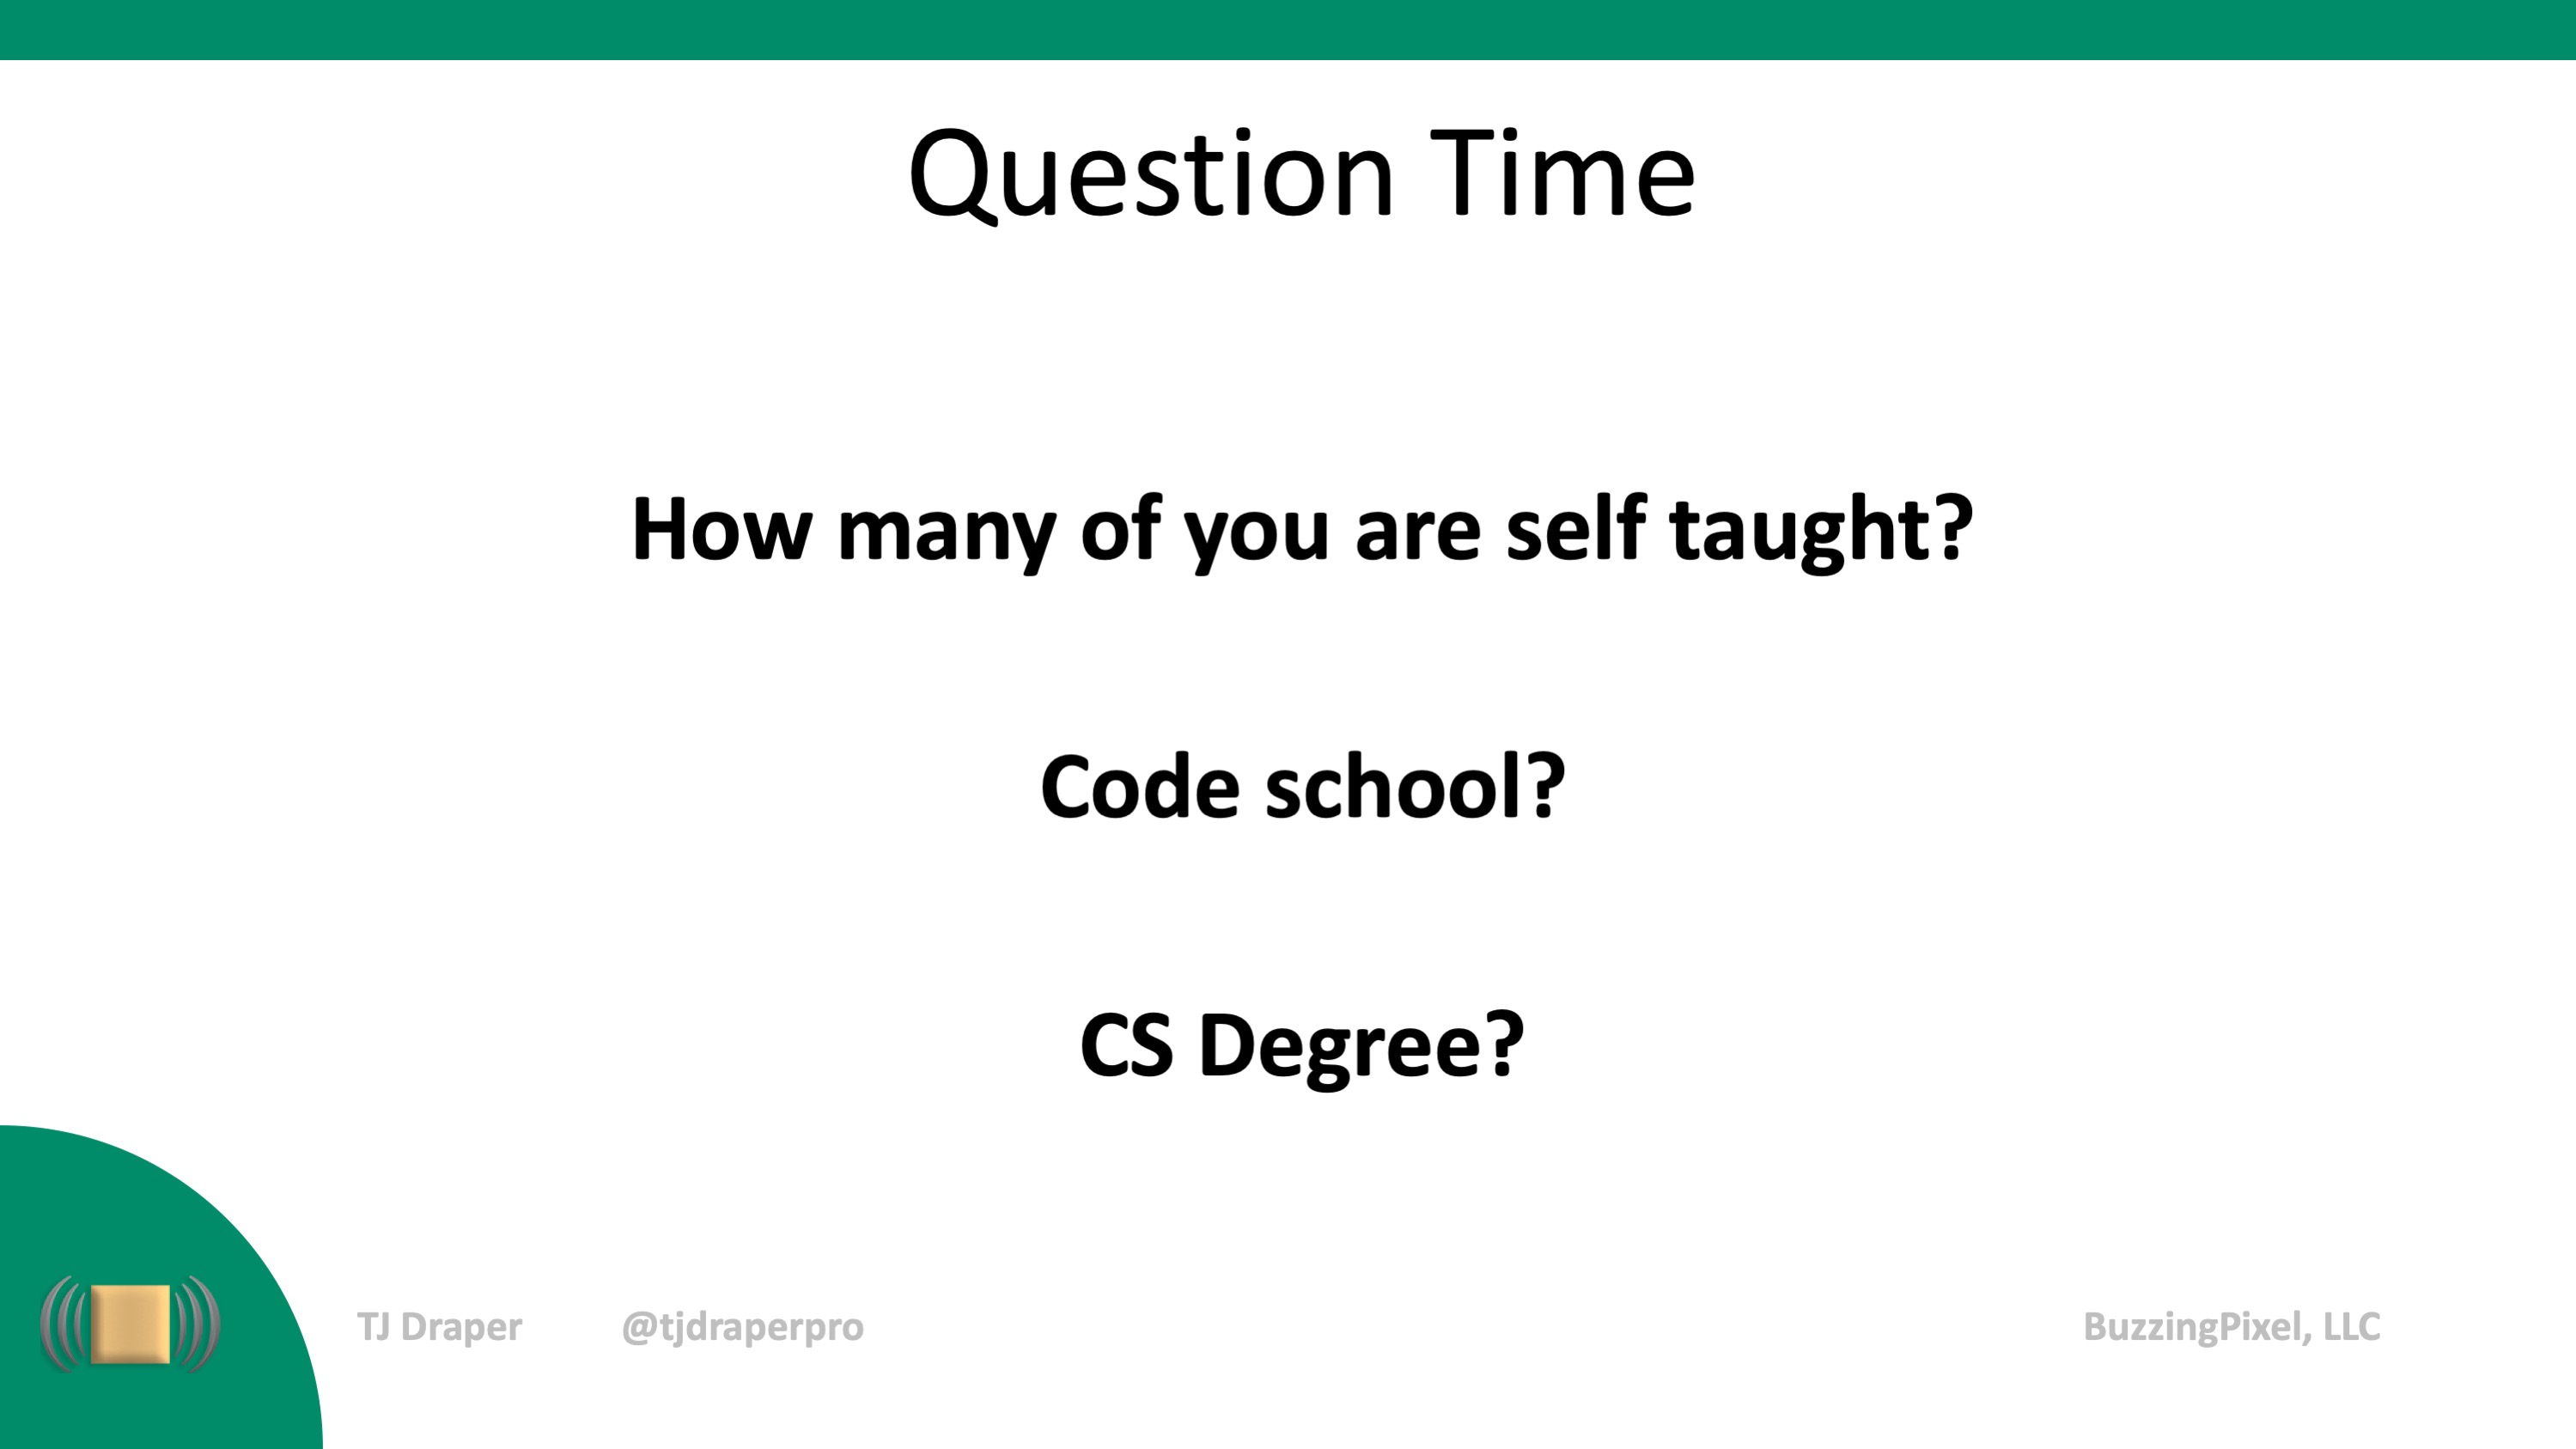 Question Time
How many of you are self taught?
Code school?
CS Degree?
TJ Draper @tjdraperpro BuzzingPixel, LLC